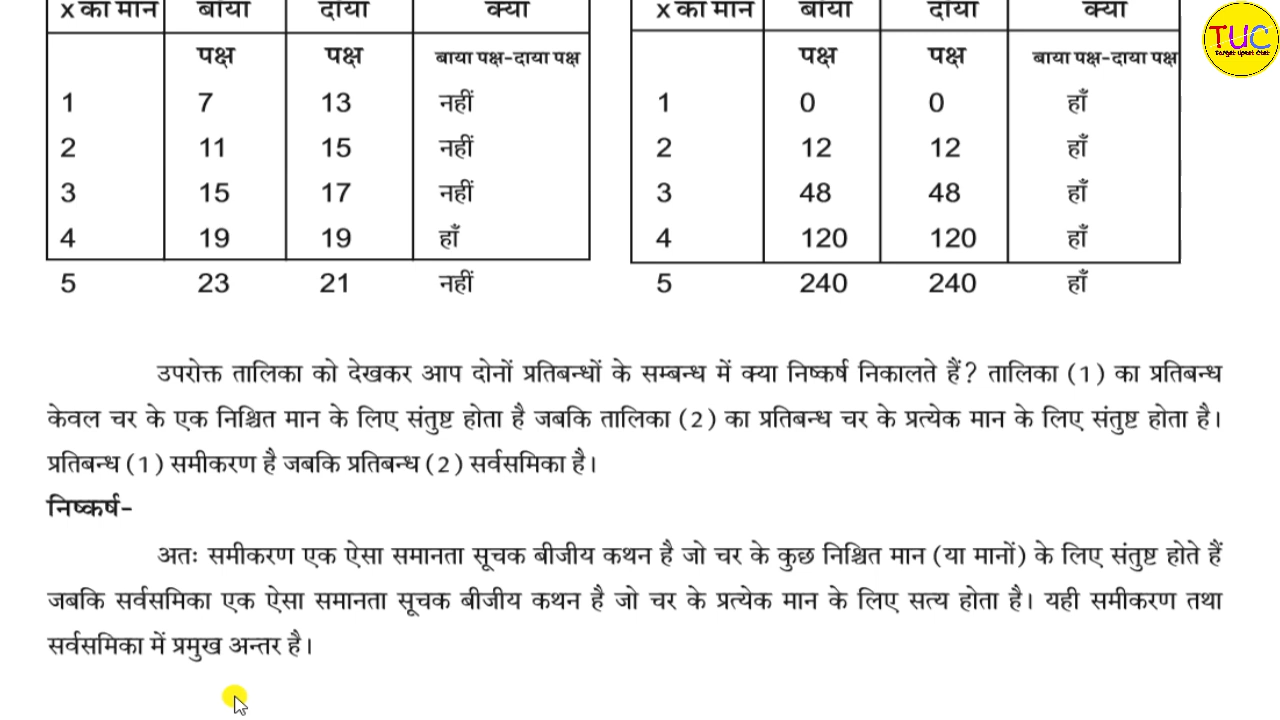 x का मान बाँया दाँया क्या x का मान बाँया दाँया क्या
पक्ष पक्ष बाया पक्ष-दाया पक्ष पक्ष पक्ष बाया पक्ष-दाया पक्ष
1 7 13 नहीं 1 0 0 हाँ
2 11 15 नहीं 2 12 12 हाँ
3 15 17 नहीं 3 48 48 हाँ
4 19 19 हाँ 4 120 120 हाँ
5 23 21 नहीं 5 240 240 हाँ
TUC
Target Upset Chat
उपरोक्त तालिका को देखकर आप दोनों प्रतिबन्धों के सम्बन्ध में क्या निष्कर्ष निकालते हैं? तालिका (1) का प्रतिबन्ध
केवल चर के एक निश्चित मान के लिए संतुष्ट होता है जबकि तालिका (2) का प्रतिबन्ध चर के प्रत्येक मान के लिए संतुष्ट होता है।
प्रतिबन्ध (1) समीकरण है जबकि प्रतिबन्ध (2) सर्वसमिका है।
निष्कर्ष-
अतः समीकरण एक ऐसा समानता सूचक बीजीय कथन है जो चर के कुछ निश्चित मान (या मानों) के लिए संतुष्ट होते हैं
जबकि सर्वसमिका एक ऐसा समानता सूचक बीजीय कथन है जो चर के प्रत्येक मान के लिए सत्य होता है। यही समीकरण तथा
सर्वसमिका में प्रमुख अन्तर है।